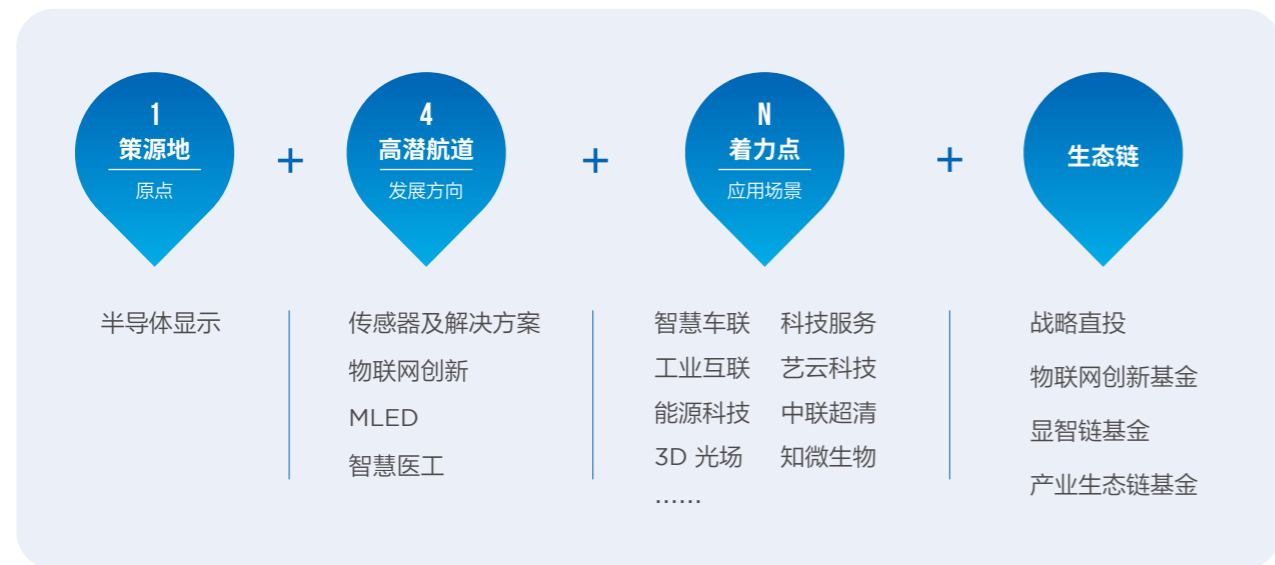 1
策源地
原点
+
4
高潜航道
发展方向
+
N
着力点
应用场景
+
生态链
半导体显示
传感器及解决方案
物联网创新
MLED
智慧医工
智慧车联 科技服务
工业互联 艺云科技
能源科技 中联超清
3D 光场 知微生物
......
战略直投
物联网创新基金
显智链基金
产业生态链基金